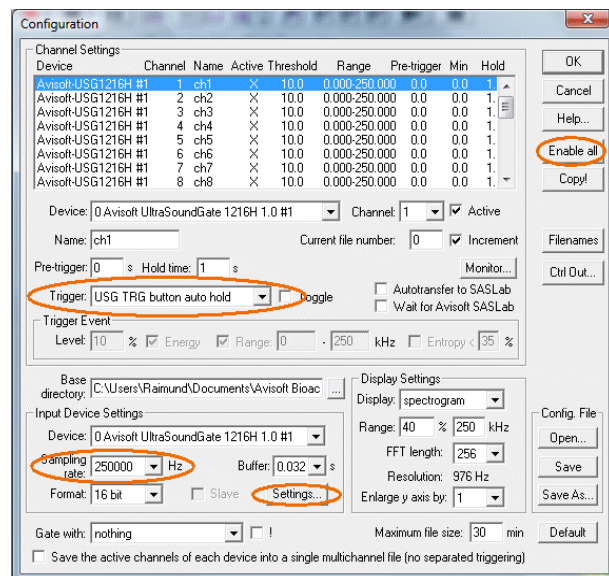 Configuration
Channel Settings
Device Channel Name Active Threshold Range Pre-trigger Min Hold
Avisoft-USG1216H #1 1 ch1 X 10.0 0.000-250.000 0.0 0.0 1.
Avisoft-USG1216H #1 2 ch2 X 10.0 0.000-250.000 0.0 0.0 1.
Avisoft-USG1216H #1 3 ch3 X 10.0 0.000-250.000 0.0 0.0 1.
Avisoft-USG1216H #1 4 ch4 X 10.0 0.000-250.000 0.0 0.0 1.
Avisoft-USG1216H #1 5 ch5 X 10.0 0.000-250.000 0.0 0.0 1.
Avisoft-USG1216H #1 6 ch6 X 10.0 0.000-250.000 0.0 0.0 1.
Avisoft-USG1216H #1 7 ch7 X 10.0 0.000-250.000 0.0 0.0 1.
Avisoft-USG1216H #1 8 ch8 X 10.0 0.000-250.000 0.0 0.0 1.
OK
Cancel
Help...
Enable all
Copy!
Device: 0 Avisoft UltraSoundGate 1216H 1.0 #1 Channel: 1 Active
Name: ch1 Current file number: 0 Increment
Filenames
Pre-trigger: 0 s Hold time: 1 s Monitor...
Ctrl Out...
Trigger: USG TRG button auto hold Toggle
Autotransfer to SASLab
Wait for Avisoft SASLab
Trigger Event
Level: 10 % Energy Range: 0 - 250 kHz Entropy < 35 %
Base directory: C:\Users\Raimund\Documents\Avisoft Bioac ...
Input Device Settings
Device: 0 Avisoft UltraSoundGate 1216H 1.0 #1
Sampling rate: 250000 Hz Buffer: 0.032 s
Format: 16 bit Slave Settings...
Display Settings
Display: spectrogram
Range: 40 % 250 kHz
FFT length: 256
Resolution: 976 Hz
Enlarge y axis by: 1
Config. File
Open...
Save
Save As...
Default
Gate with: nothing ! Maximum file size: 30 min
Save the active channels of each device into a single multichannel file (no separated triggering)